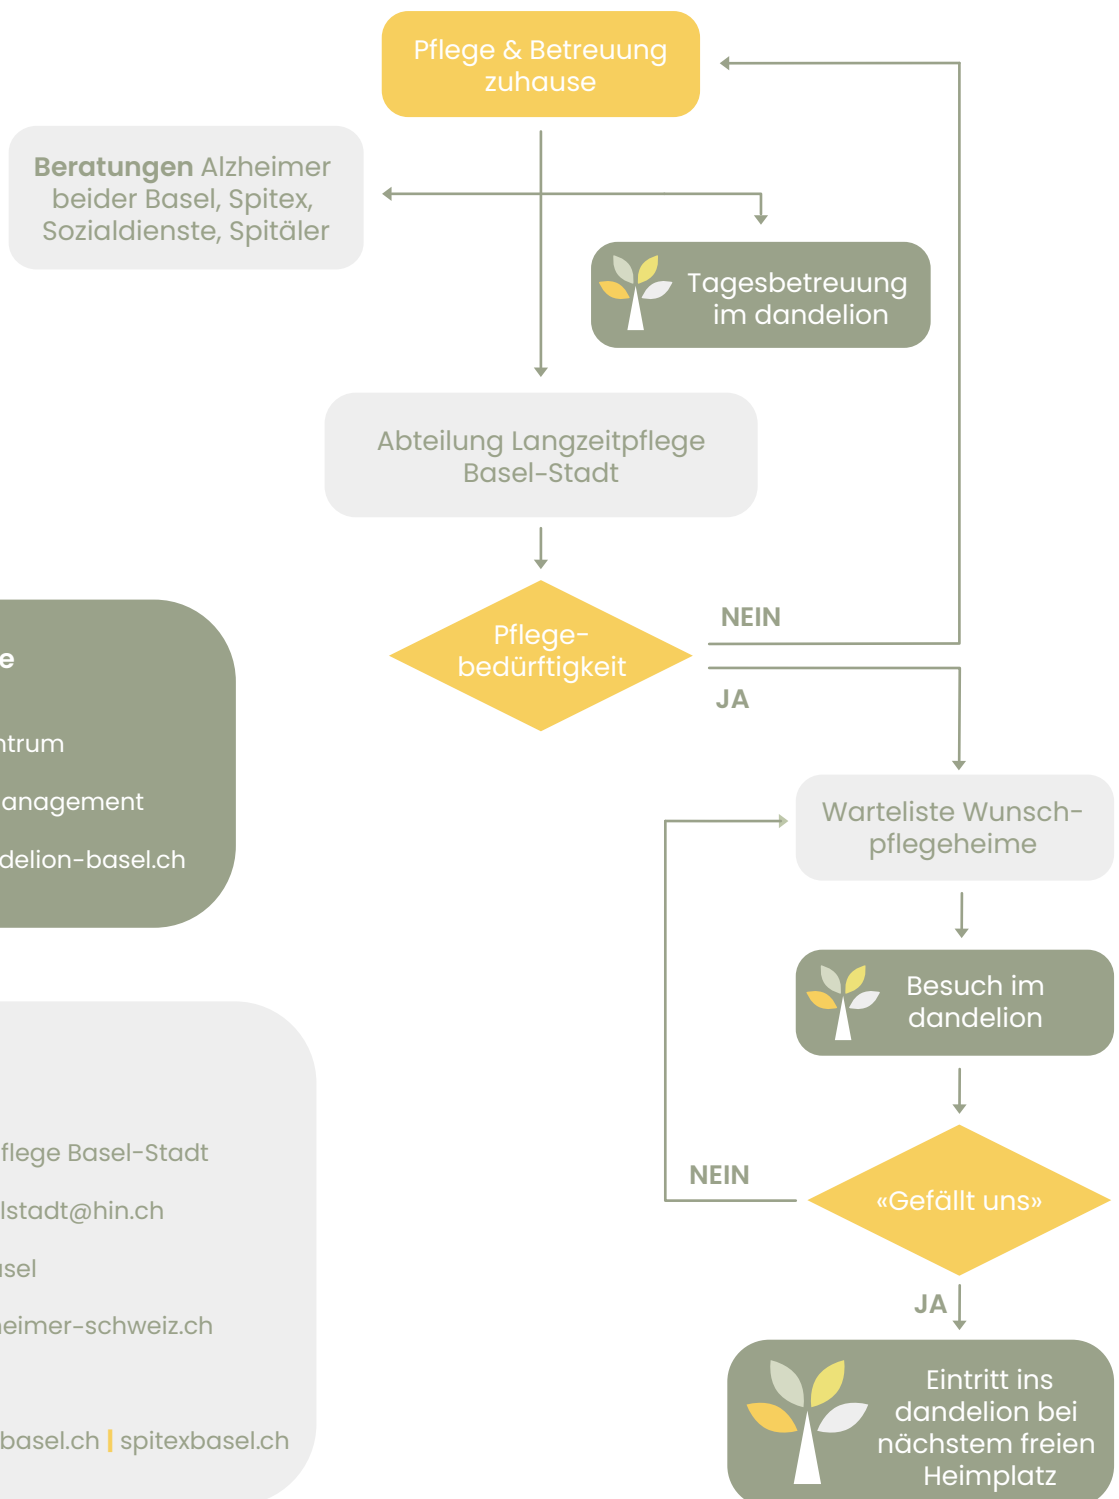 Pflege & Betreuung
zuhause
Beratungen Alzheimer
beider Basel, Spitex,
Sozialdienste, Spitäler
Tagesbetreuung
im dandelion
Abteilung Langzeitpflege
Basel-Stadt
Pflege-
bedürftigkeit
NEIN
JA
Warteliste Wunsch-
pflegeheime
Besuch im
dandelion
«Gefällt uns»
NEIN
JA
Eintritt ins
dandelion bei
nächstem freien
Heimplatz
e
ntrum
anagement
delion-basel.ch
flege Basel-Stadt
lstadt@hin.ch
sel
eimer-schweiz.ch
basel.ch | spitexbasel.ch